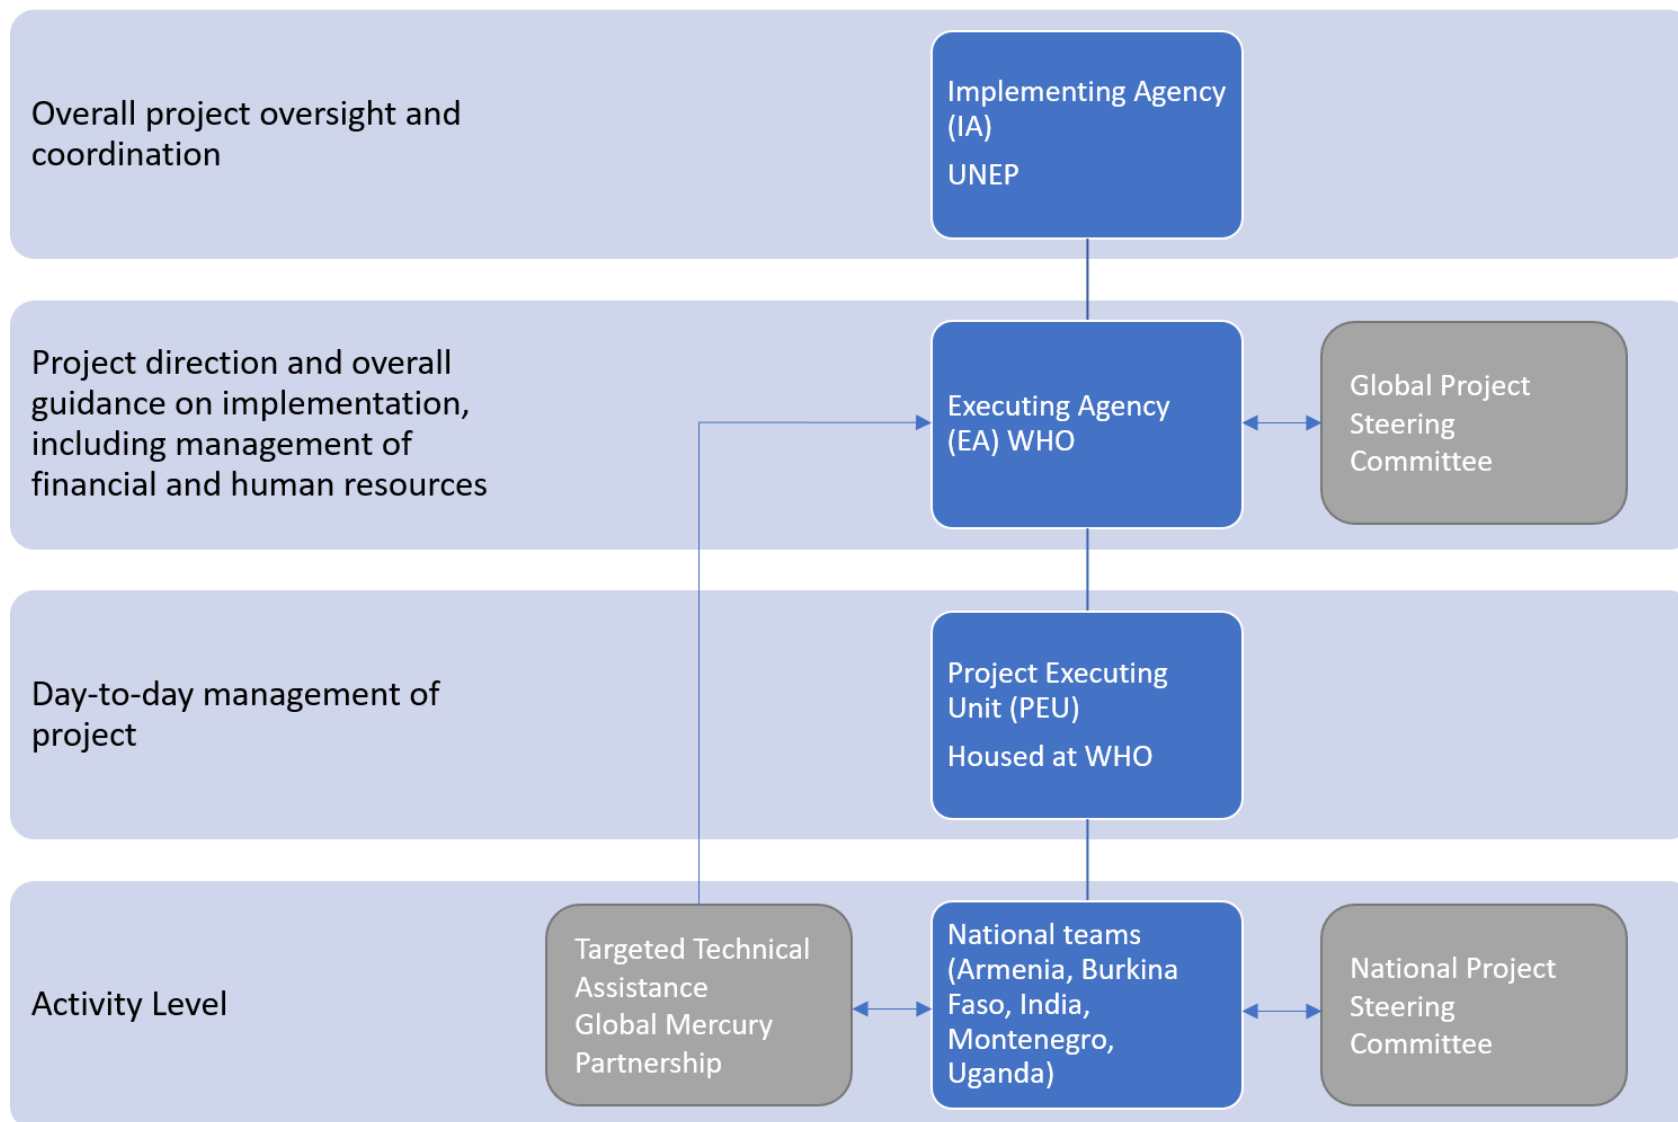 Overall project oversight and
coordination
Implementing Agency
(IA)
UNEP
Project direction and overall
guidance on implementation,
including management of
financial and human resources
Executing Agency
(EA) WHO
Global Project
Steering
Committee
Day-to-day management of
project
Project Executing
Unit (PEU)
Housed at WHO
Activity Level
Targeted Technical
Assistance
Global Mercury
Partnership
National teams
(Armenia, Burkina
Faso, India,
Montenegro,
Uganda)
National Project
Steering
Committee